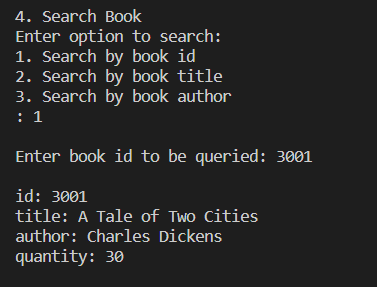 4. Search Book
Enter option to search:
1. Search by book id
2. Search by book title
3. Search by book author
: 1
Enter book id to be queried: 3001
id: 3001
title: A Tale of Two Cities
author: Charles Dickens
quantity: 30